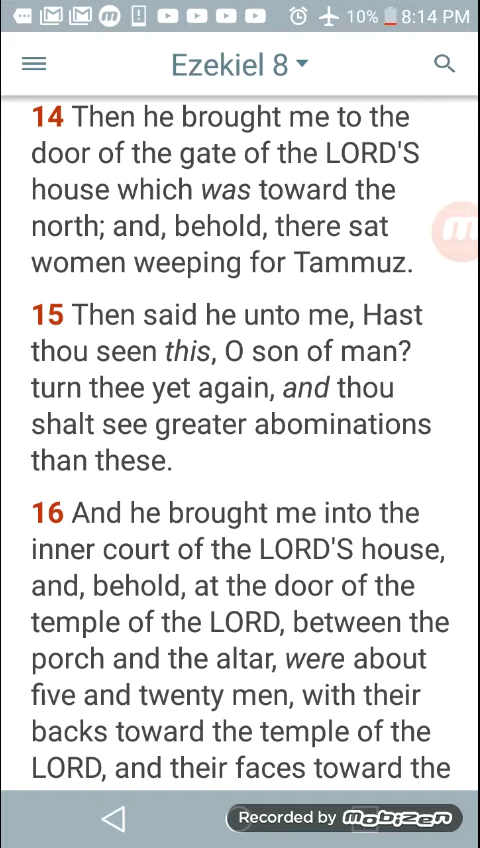 10% 8:14 PM
Ezekiel 8
14 Then he brought me to the
door of the gate of the LORD'S
house which was toward the
north; and, behold, there sat
women weeping for Tammuz.
15 Then said he unto me, Hast
thou seen this, O son of man?
turn thee yet again, and thou
shalt see greater abominations
than these.
16 And he brought me into the
inner court of the LORD'S house,
and, behold, at the door of the
temple of the LORD, between the
porch and the altar, were about
five and twenty men, with their
backs toward the temple of the
LORD, and their faces toward the
Recorded by mobizen